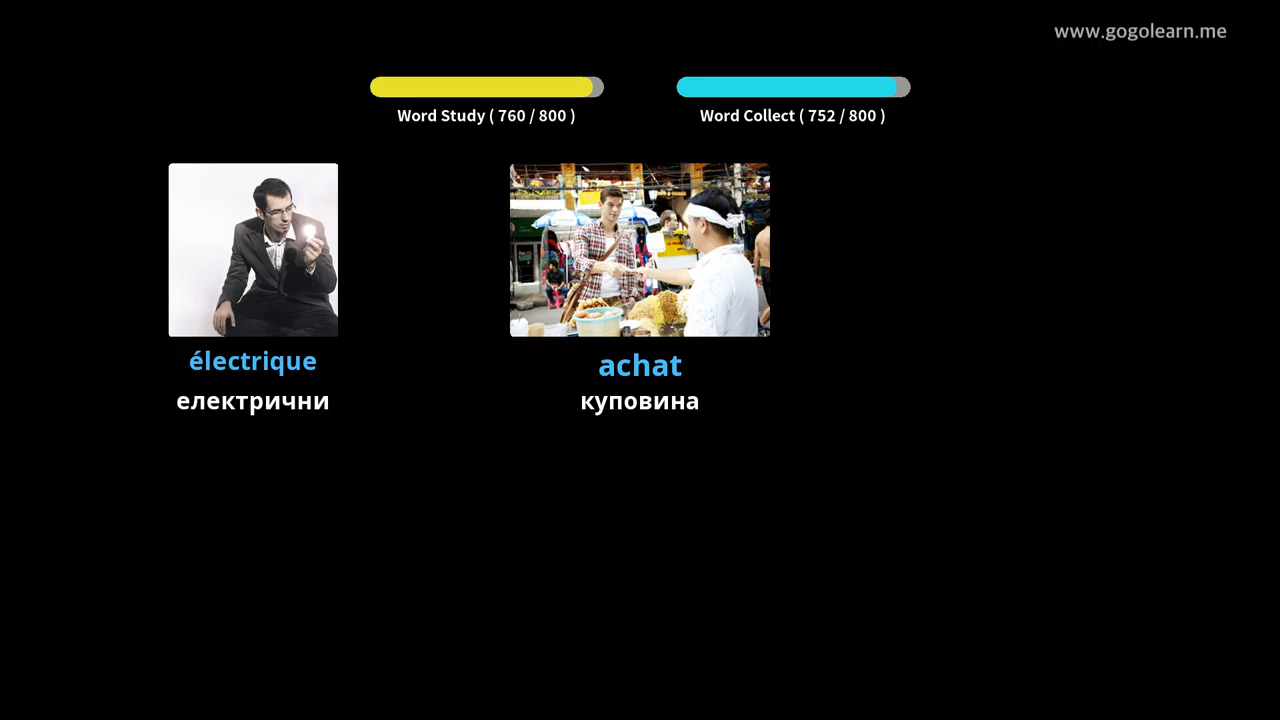 www.gogolearn.me
Word Study ( 760 / 800 )
Word Collect ( 752 / 800 )
électrique
електрични
achat
куповина